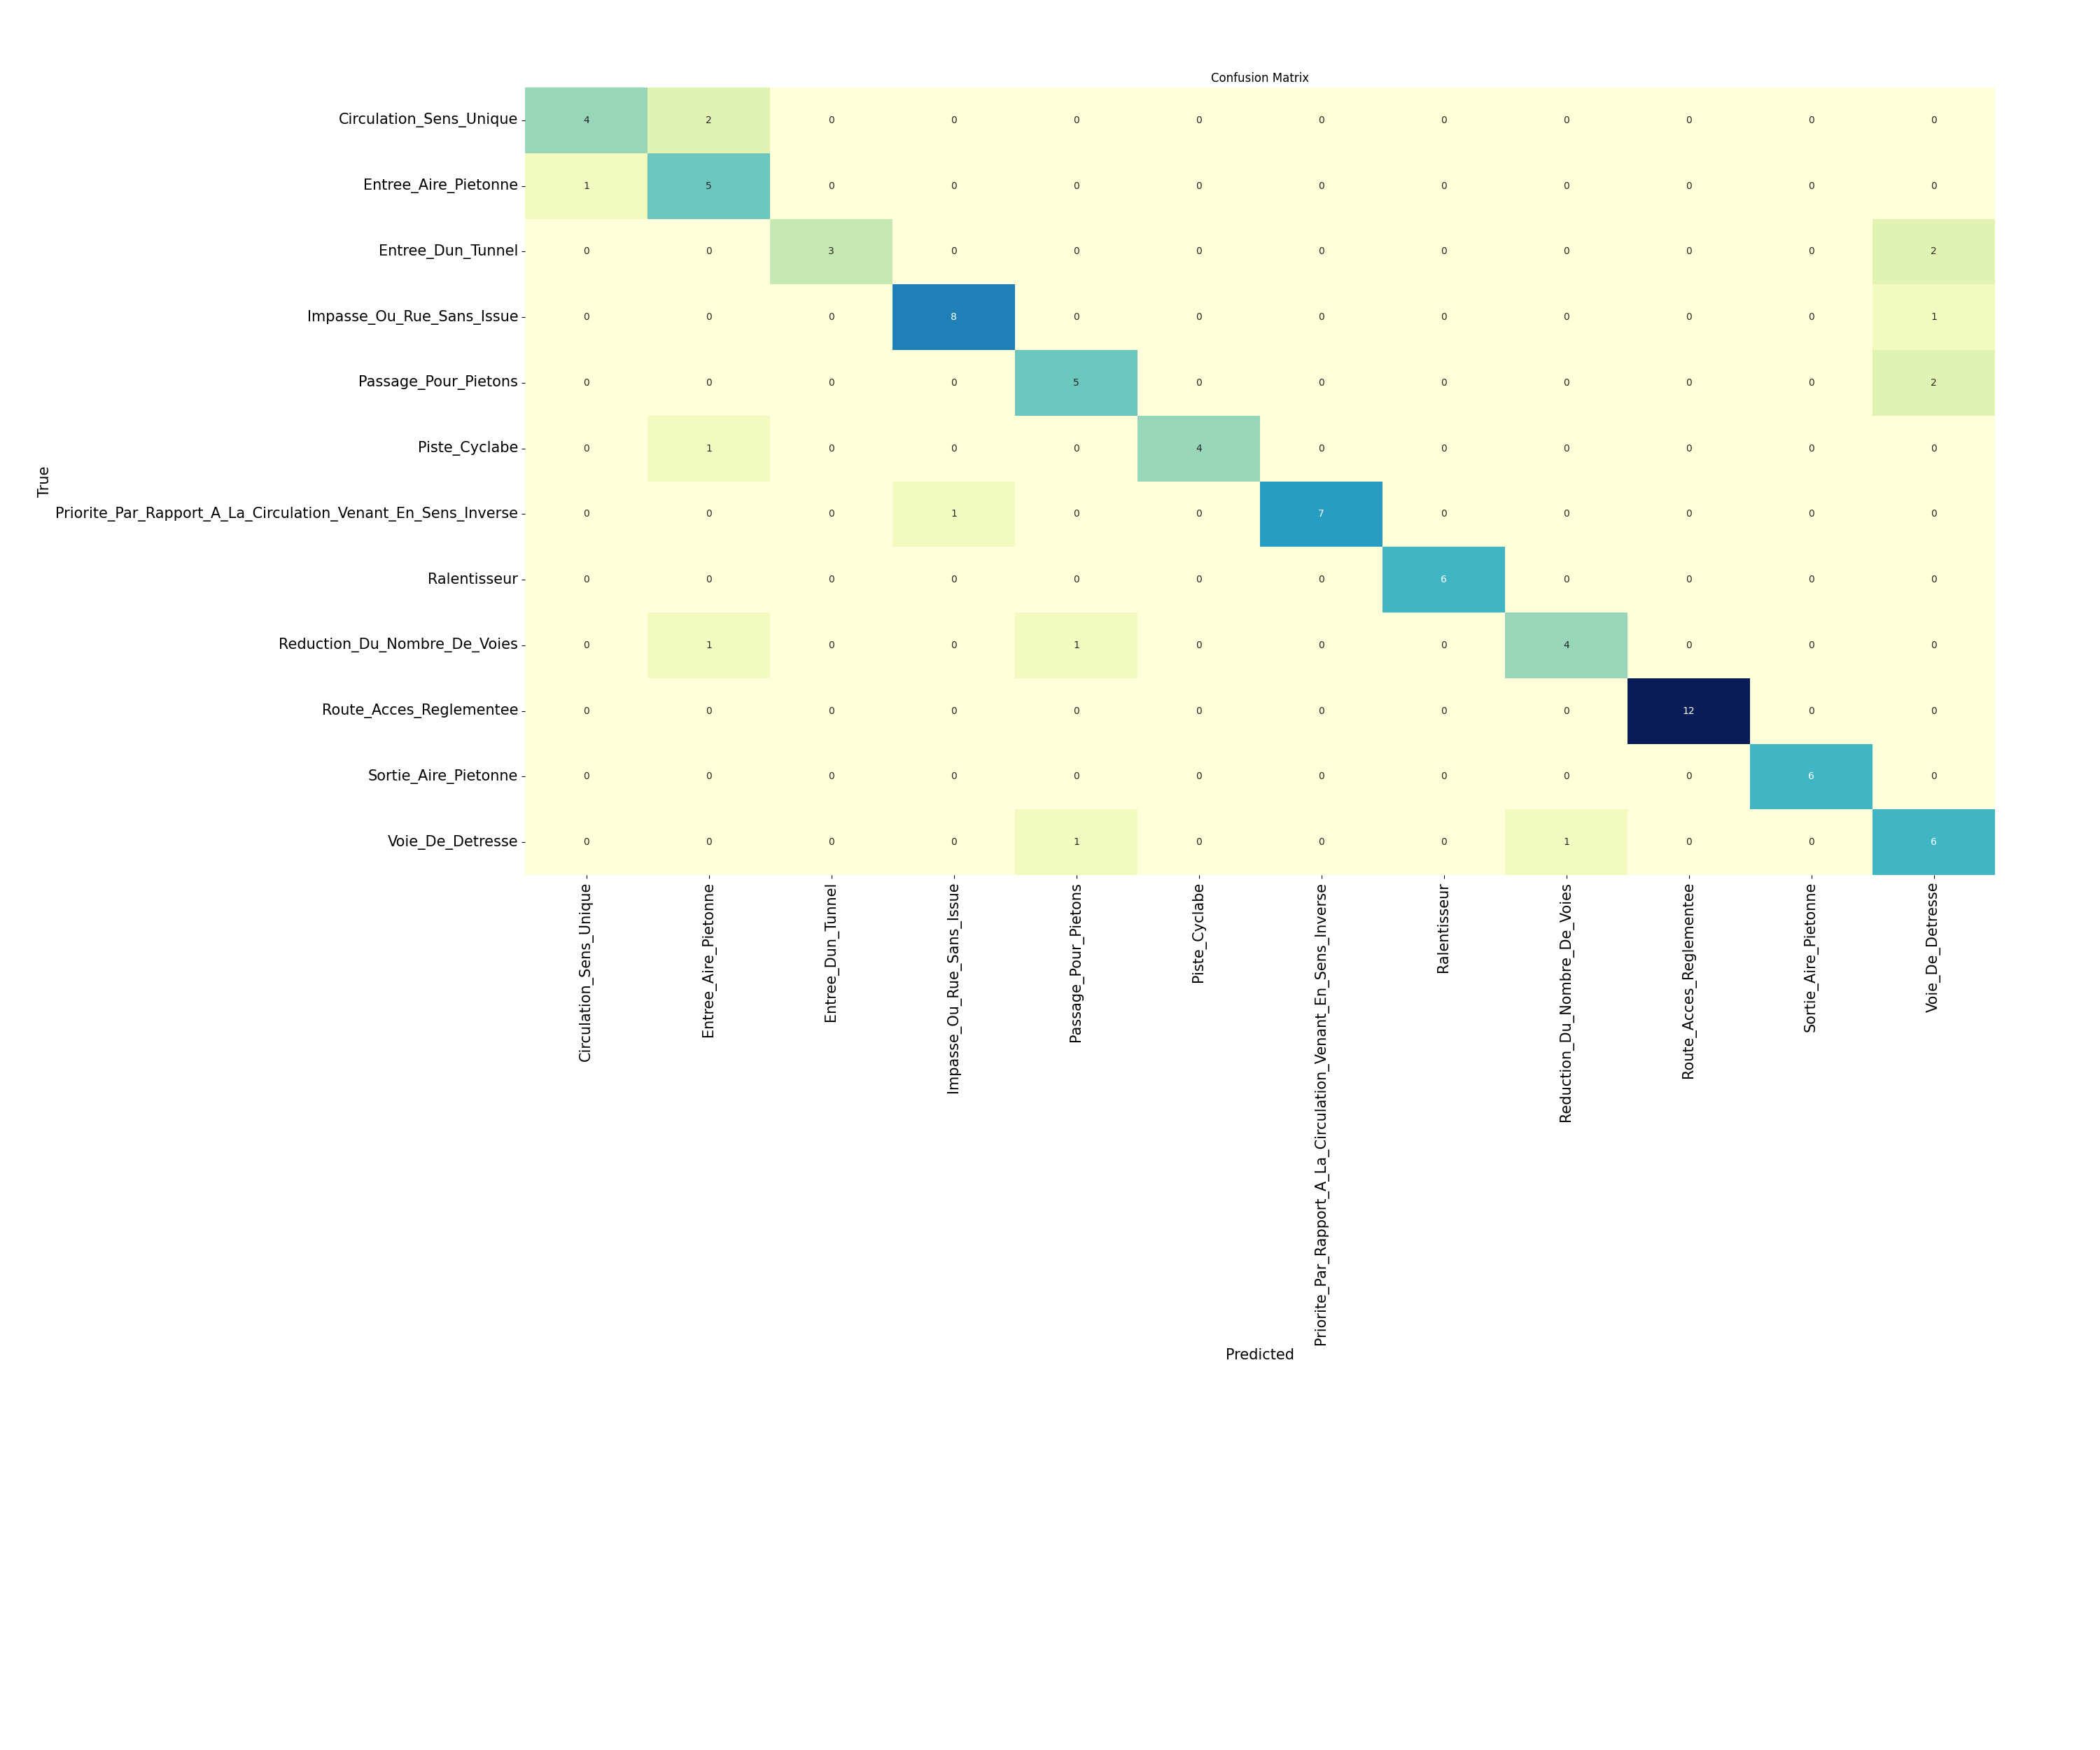 Confusion Matrix
True
Circulation_Sens_Unique 4 2 0 0 0 0 0 0 0 0 0 0
Entree_Aire_Pietonne 1 5 0 0 0 0 0 0 0 0 0 0
Entree_Dun_Tunnel 0 0 3 0 0 0 0 0 0 0 0 2
Impasse_Ou_Rue_Sans_Issue 0 0 0 8 0 0 0 0 0 0 0 1
Passage_Pour_Pietons 0 0 0 0 5 0 0 0 0 0 0 2
Piste_Cyclabe 0 1 0 0 0 4 0 0 0 0 0 0
Priorite_Par_Rapport_A_La_Circulation_Venant_En_Sens_Inverse 0 0 0 1 0 0 7 0 0 0 0 0
Ralentisseur 0 0 0 0 0 0 0 6 0 0 0 0
Reduction_Du_Nombre_De_Voies 0 1 0 0 1 0 0 0 4 0 0 0
Route_Acces_Reglementee 0 0 0 0 0 0 0 0 0 12 0 0
Sortie_Aire_Pietonne 0 0 0 0 0 0 0 0 0 0 6 0
Voie_De_Detresse 0 0 0 0 1 0 0 0 1 0 0 6
Circulation_Sens_Unique
Entree_Aire_Pietonne
Entree_Dun_Tunnel
Impasse_Ou_Rue_Sans_Issue
Passage_Pour_Pietons
Piste_Cyclabe
Priorite_Par_Rapport_A_La_Circulation_Venant_En_Sens_Inverse
Ralentisseur
Reduction_Du_Nombre_De_Voies
Route_Acces_Reglementee
Sortie_Aire_Pietonne
Voie_De_Detresse
Predicted